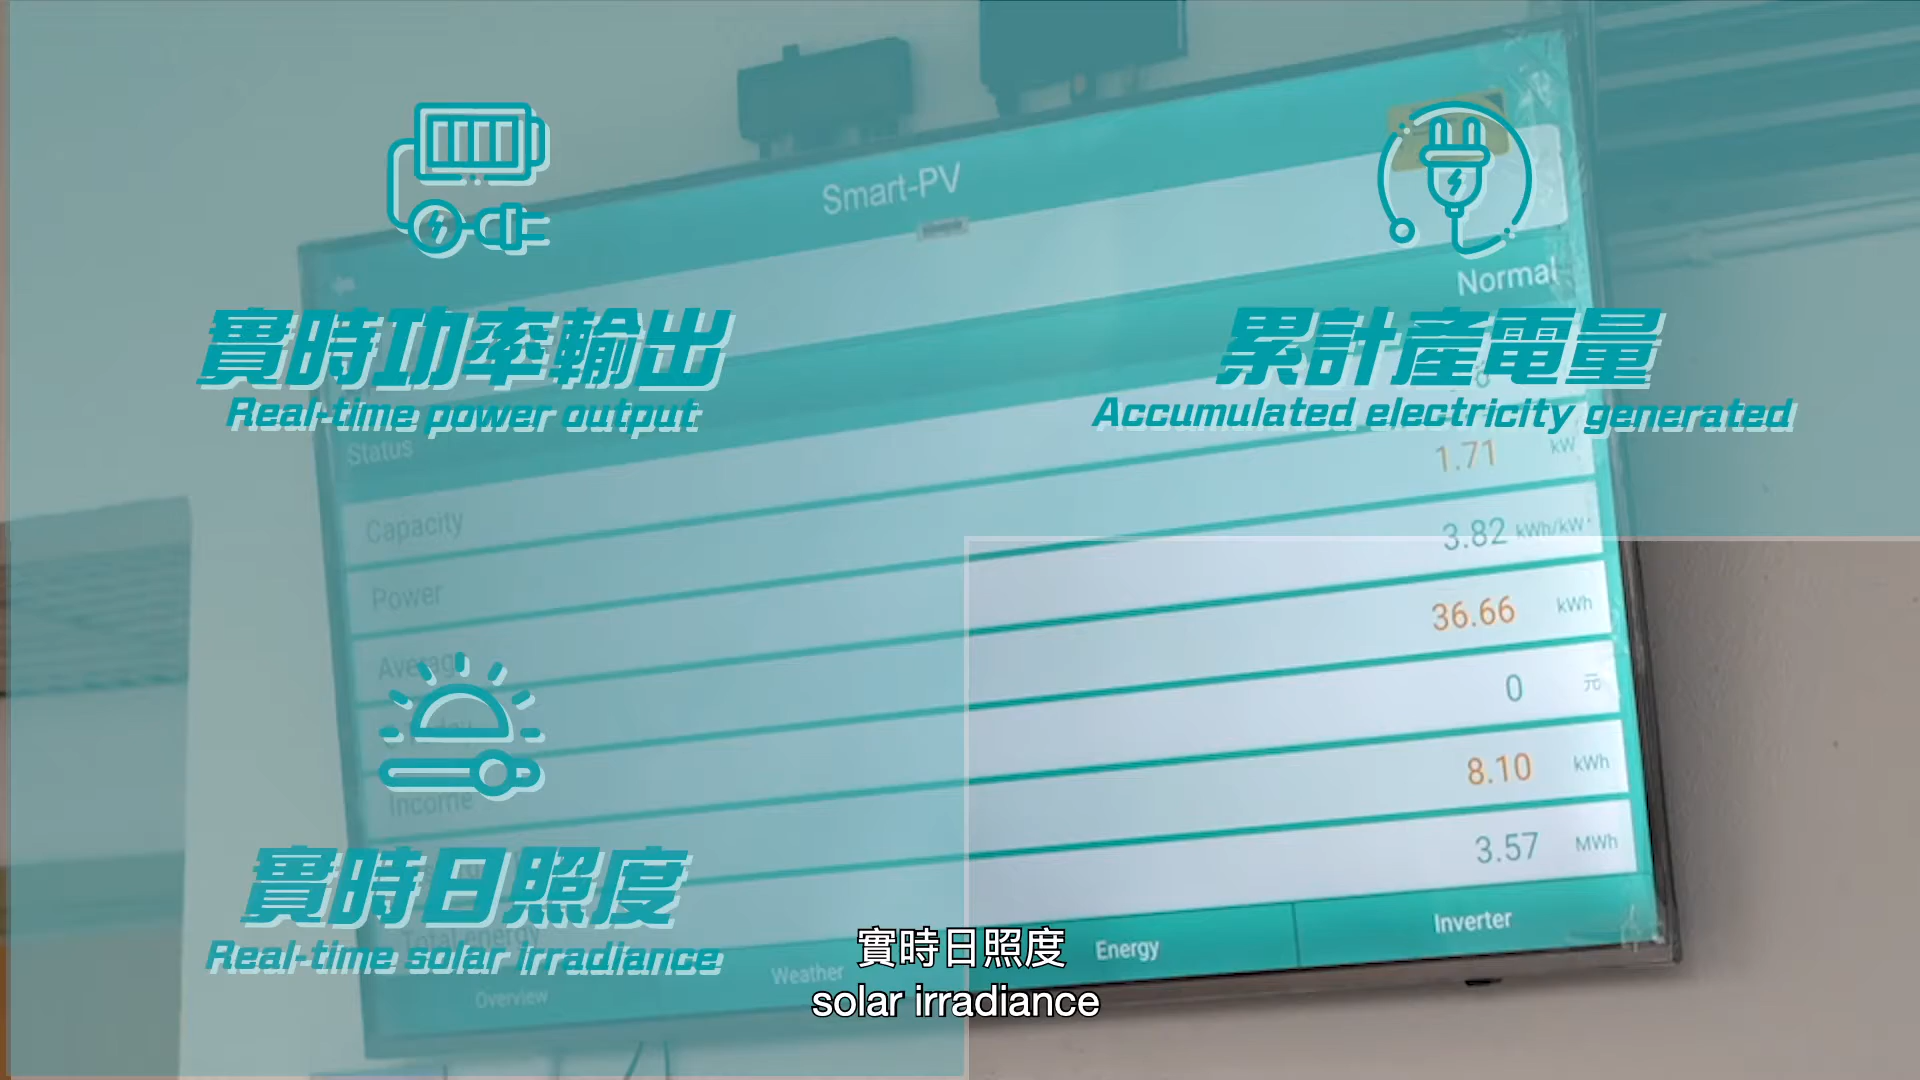 Smart-PV
Normal
實時功率輸出
Real-time power output
累計產電量
Accumulated electricity generated
Status
Capacity
1.71 kW
Power
3.82 kWh/kW
36.66 kWh
0 元
Income
8.10 kWh
3.57 MWh
實時日照度
Real-time solar irradiance
Total energy
Overview
Weather
Energy
Inverter
實時日照度
solar irradiance